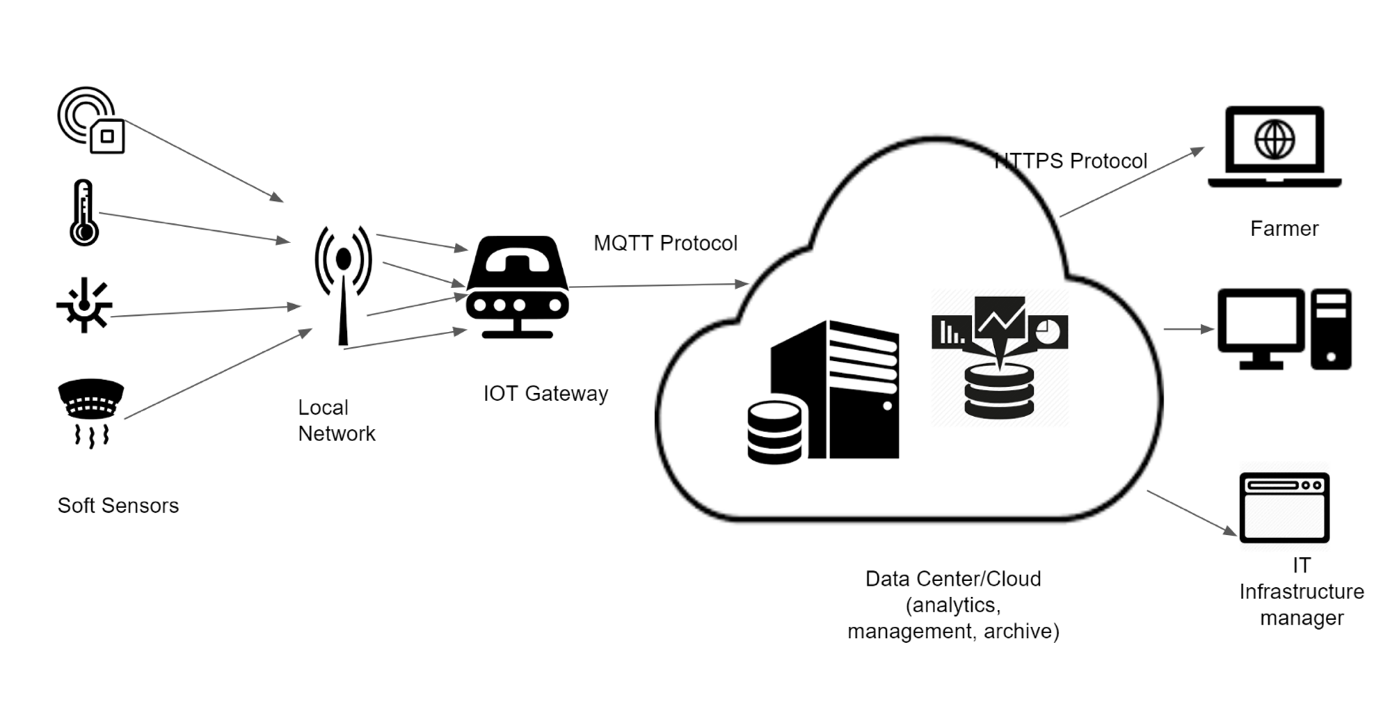 HTTPS Protocol
Farmer
MQTT Protocol
IOT Gateway
Local
Network
Soft Sensors
Data Center/Cloud
(analytics,
management, archive)
IT
Infrastructure
manager